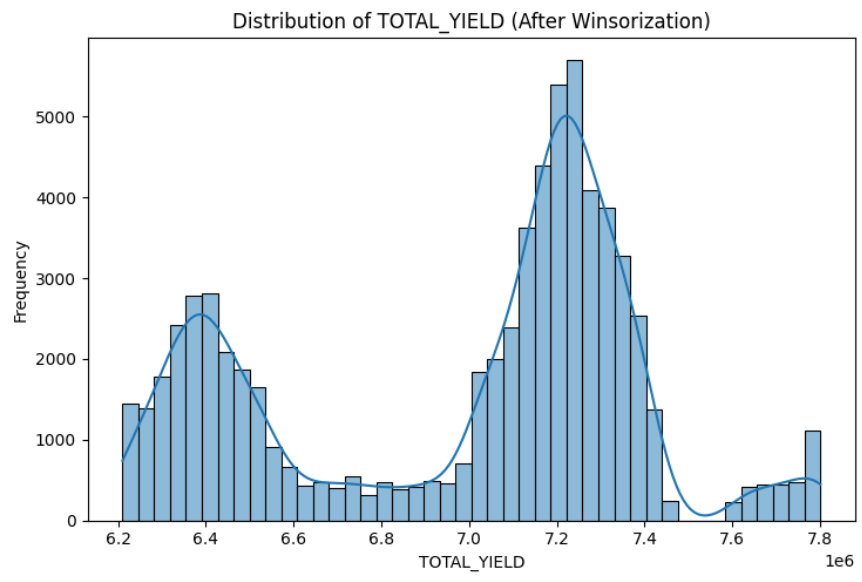 Distribution of TOTAL_YIELD (After Winsorization)
Frequency
5000
4000
3000
2000
1000
0
6.2 6.4 6.6 6.8 7.0 7.2 7.4 7.6 7.8
1e6
TOTAL_YIELD